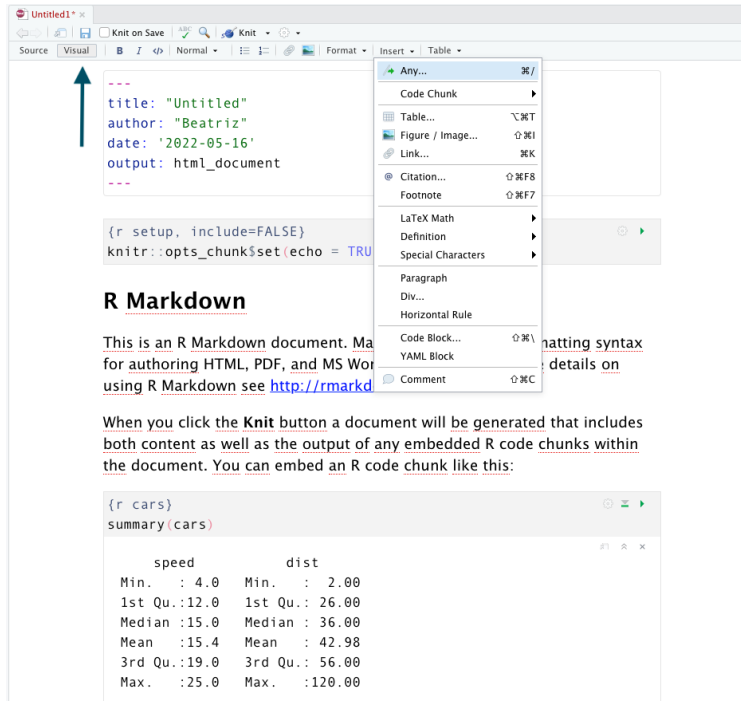 Untitled1* ×
Knit on Save ABC Knit
Source Visual B I </> Normal Format Insert Table
Any... ⌘/
Code Chunk
Table... ⌥⌘T
Figure / Image... ⇧⌘I
Link... ⌘K
@ Citation... ⇧⌘F8
Footnote ⇧⌘F7
LaTeX Math
Definition
Special Characters
Paragraph
Div...
Horizontal Rule
Code Block... ⇧⌘\
YAML Block
Comment ⇧⌘C
---
title: "Untitled"
author: "Beatriz"
date: '2022-05-16'
output: html_document
---
{r setup, include=FALSE}
knitr::opts_chunk$set(echo = TRU
R Markdown
This is an R Markdown document. Ma matting syntax
for authoring HTML, PDF, and MS Wor details on
using R Markdown see http://rmarkd
When you click the Knit button a document will be generated that includes
both content as well as the output of any embedded R code chunks within
the document. You can embed an R code chunk like this:
{r cars}
summary(cars)
speed dist
Min. : 4.0 Min. : 2.00
1st Qu.:12.0 1st Qu.: 26.00
Median :15.0 Median : 36.00
Mean :15.4 Mean : 42.98
3rd Qu.:19.0 3rd Qu.: 56.00
Max. :25.0 Max. :120.00